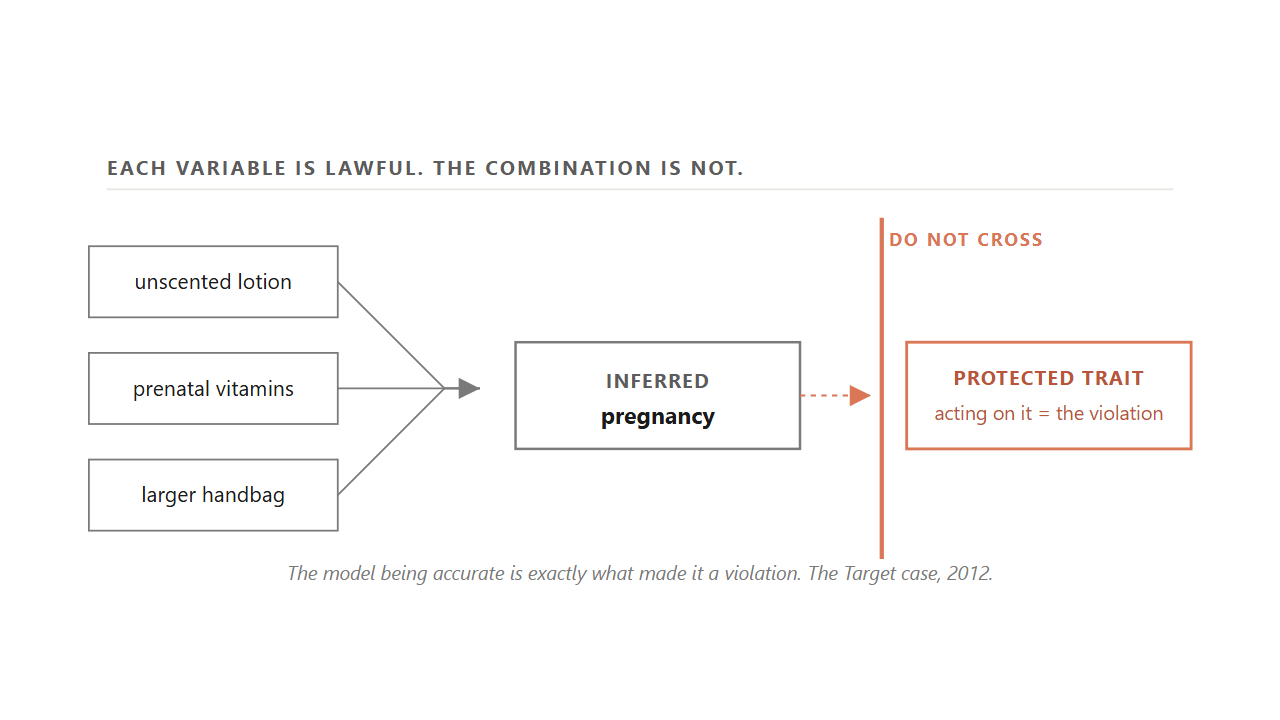 EACH VARIABLE IS LAWFUL. THE COMBINATION IS NOT.
DO NOT CROSS
unscented lotion
prenatal vitamins
larger handbag
INFERRED
pregnancy
PROTECTED TRAIT
acting on it = the violation
The model being accurate is exactly what made it a violation. The Target case, 2012.